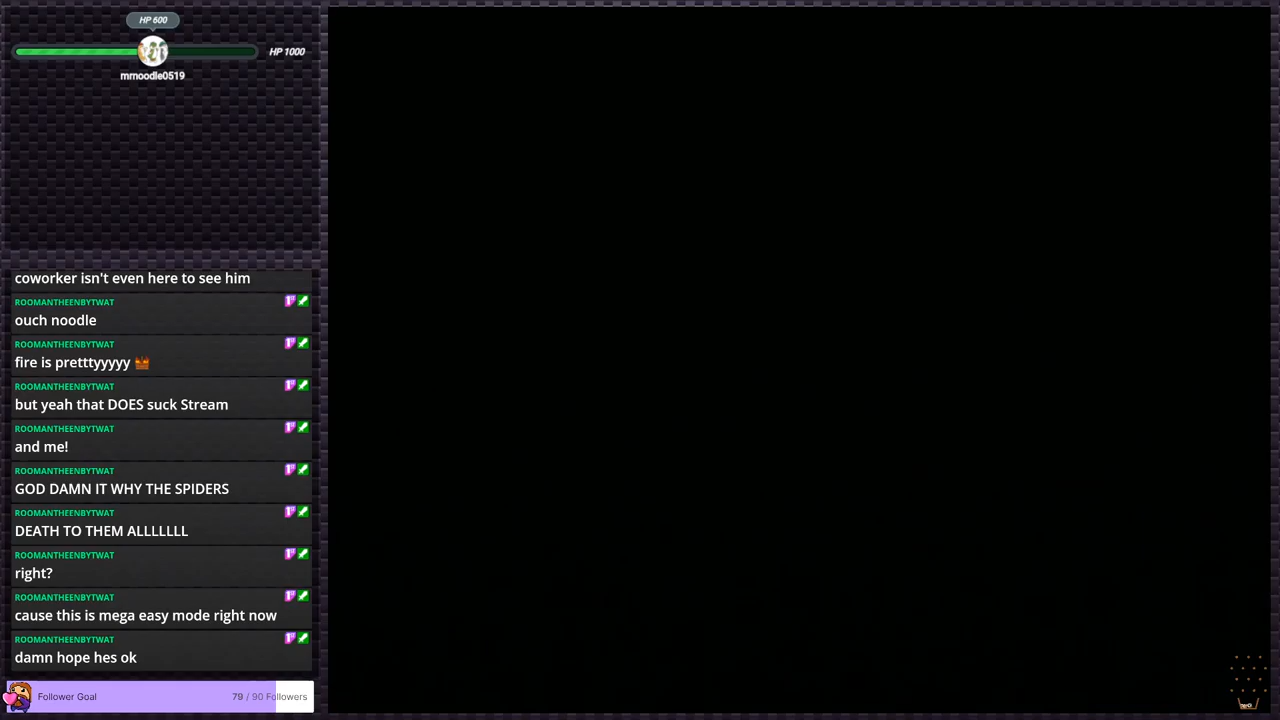 HP 600
HP 1000
mrnoodle0519
coworker isn't even here to see him
ROOMANTHEENBYTWAT
ouch noodle
ROOMANTHEENBYTWAT
fire is pretttyyyyy
ROOMANTHEENBYTWAT
but yeah that DOES suck Stream
ROOMANTHEENBYTWAT
and me!
ROOMANTHEENBYTWAT
GOD DAMN IT WHY THE SPIDERS
ROOMANTHEENBYTWAT
DEATH TO THEM ALLLLLLL
ROOMANTHEENBYTWAT
right?
ROOMANTHEENBYTWAT
cause this is mega easy mode right now
ROOMANTHEENBYTWAT
damn hope hes ok
Follower Goal 79 / 90 Followers